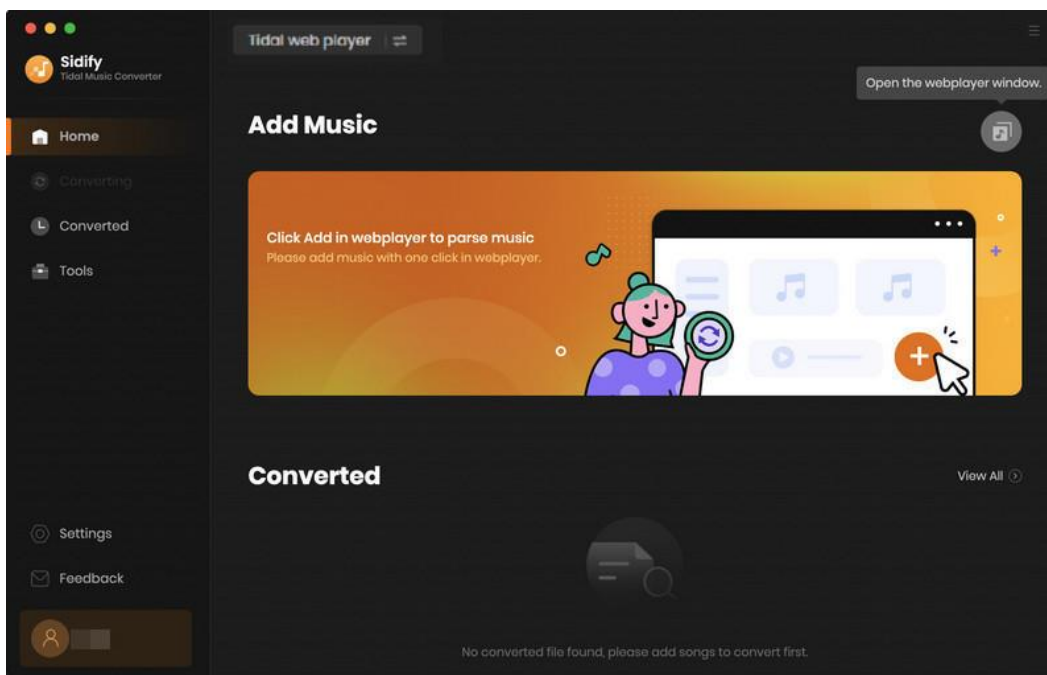 Sidify
Tidal Music Converter
Tidal web player
Open the webplayer window.
Home
Converting
Converted
Tools
Add Music
Click Add in webplayer to parse music
Please add music with one click in webplayer.
Converted
View All
No converted file found, please add songs to convert first.
Settings
Feedback